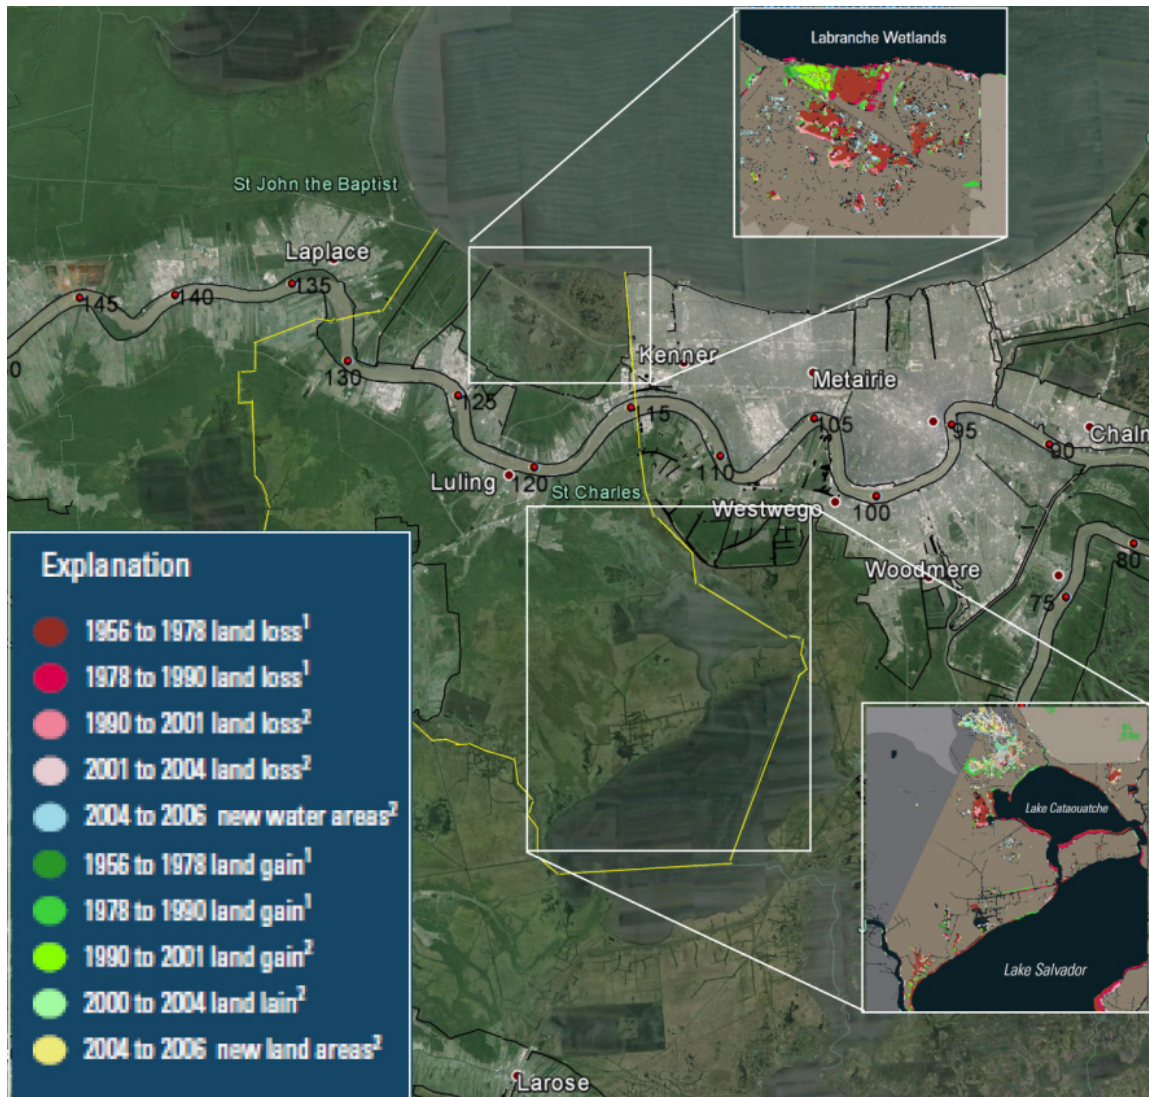 Labranche Wetlands
St John the Baptist
Laplace
145
140
135
0
130
125
Kenner
Metairie
15
105
95
90
Chalm
110
Luling
120
St Charles
Westwego
100
Woodmere
80
75
Explanation
1956 to 1978 land loss¹
1978 to 1990 land loss¹
1990 to 2001 land loss²
2001 to 2004 land loss²
2004 to 2006 new water areas²
1956 to 1978 land gain¹
1978 to 1990 land gain¹
1990 to 2001 land gain²
2000 to 2004 land lain²
2004 to 2006 new land areas²
Lake Cataouatche
Lake Salvador
Larose